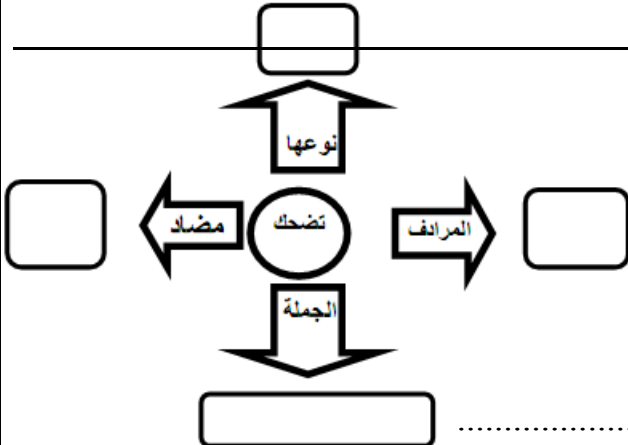 نوعها
المرادف
تضحك
مضاد
الجملة
....................